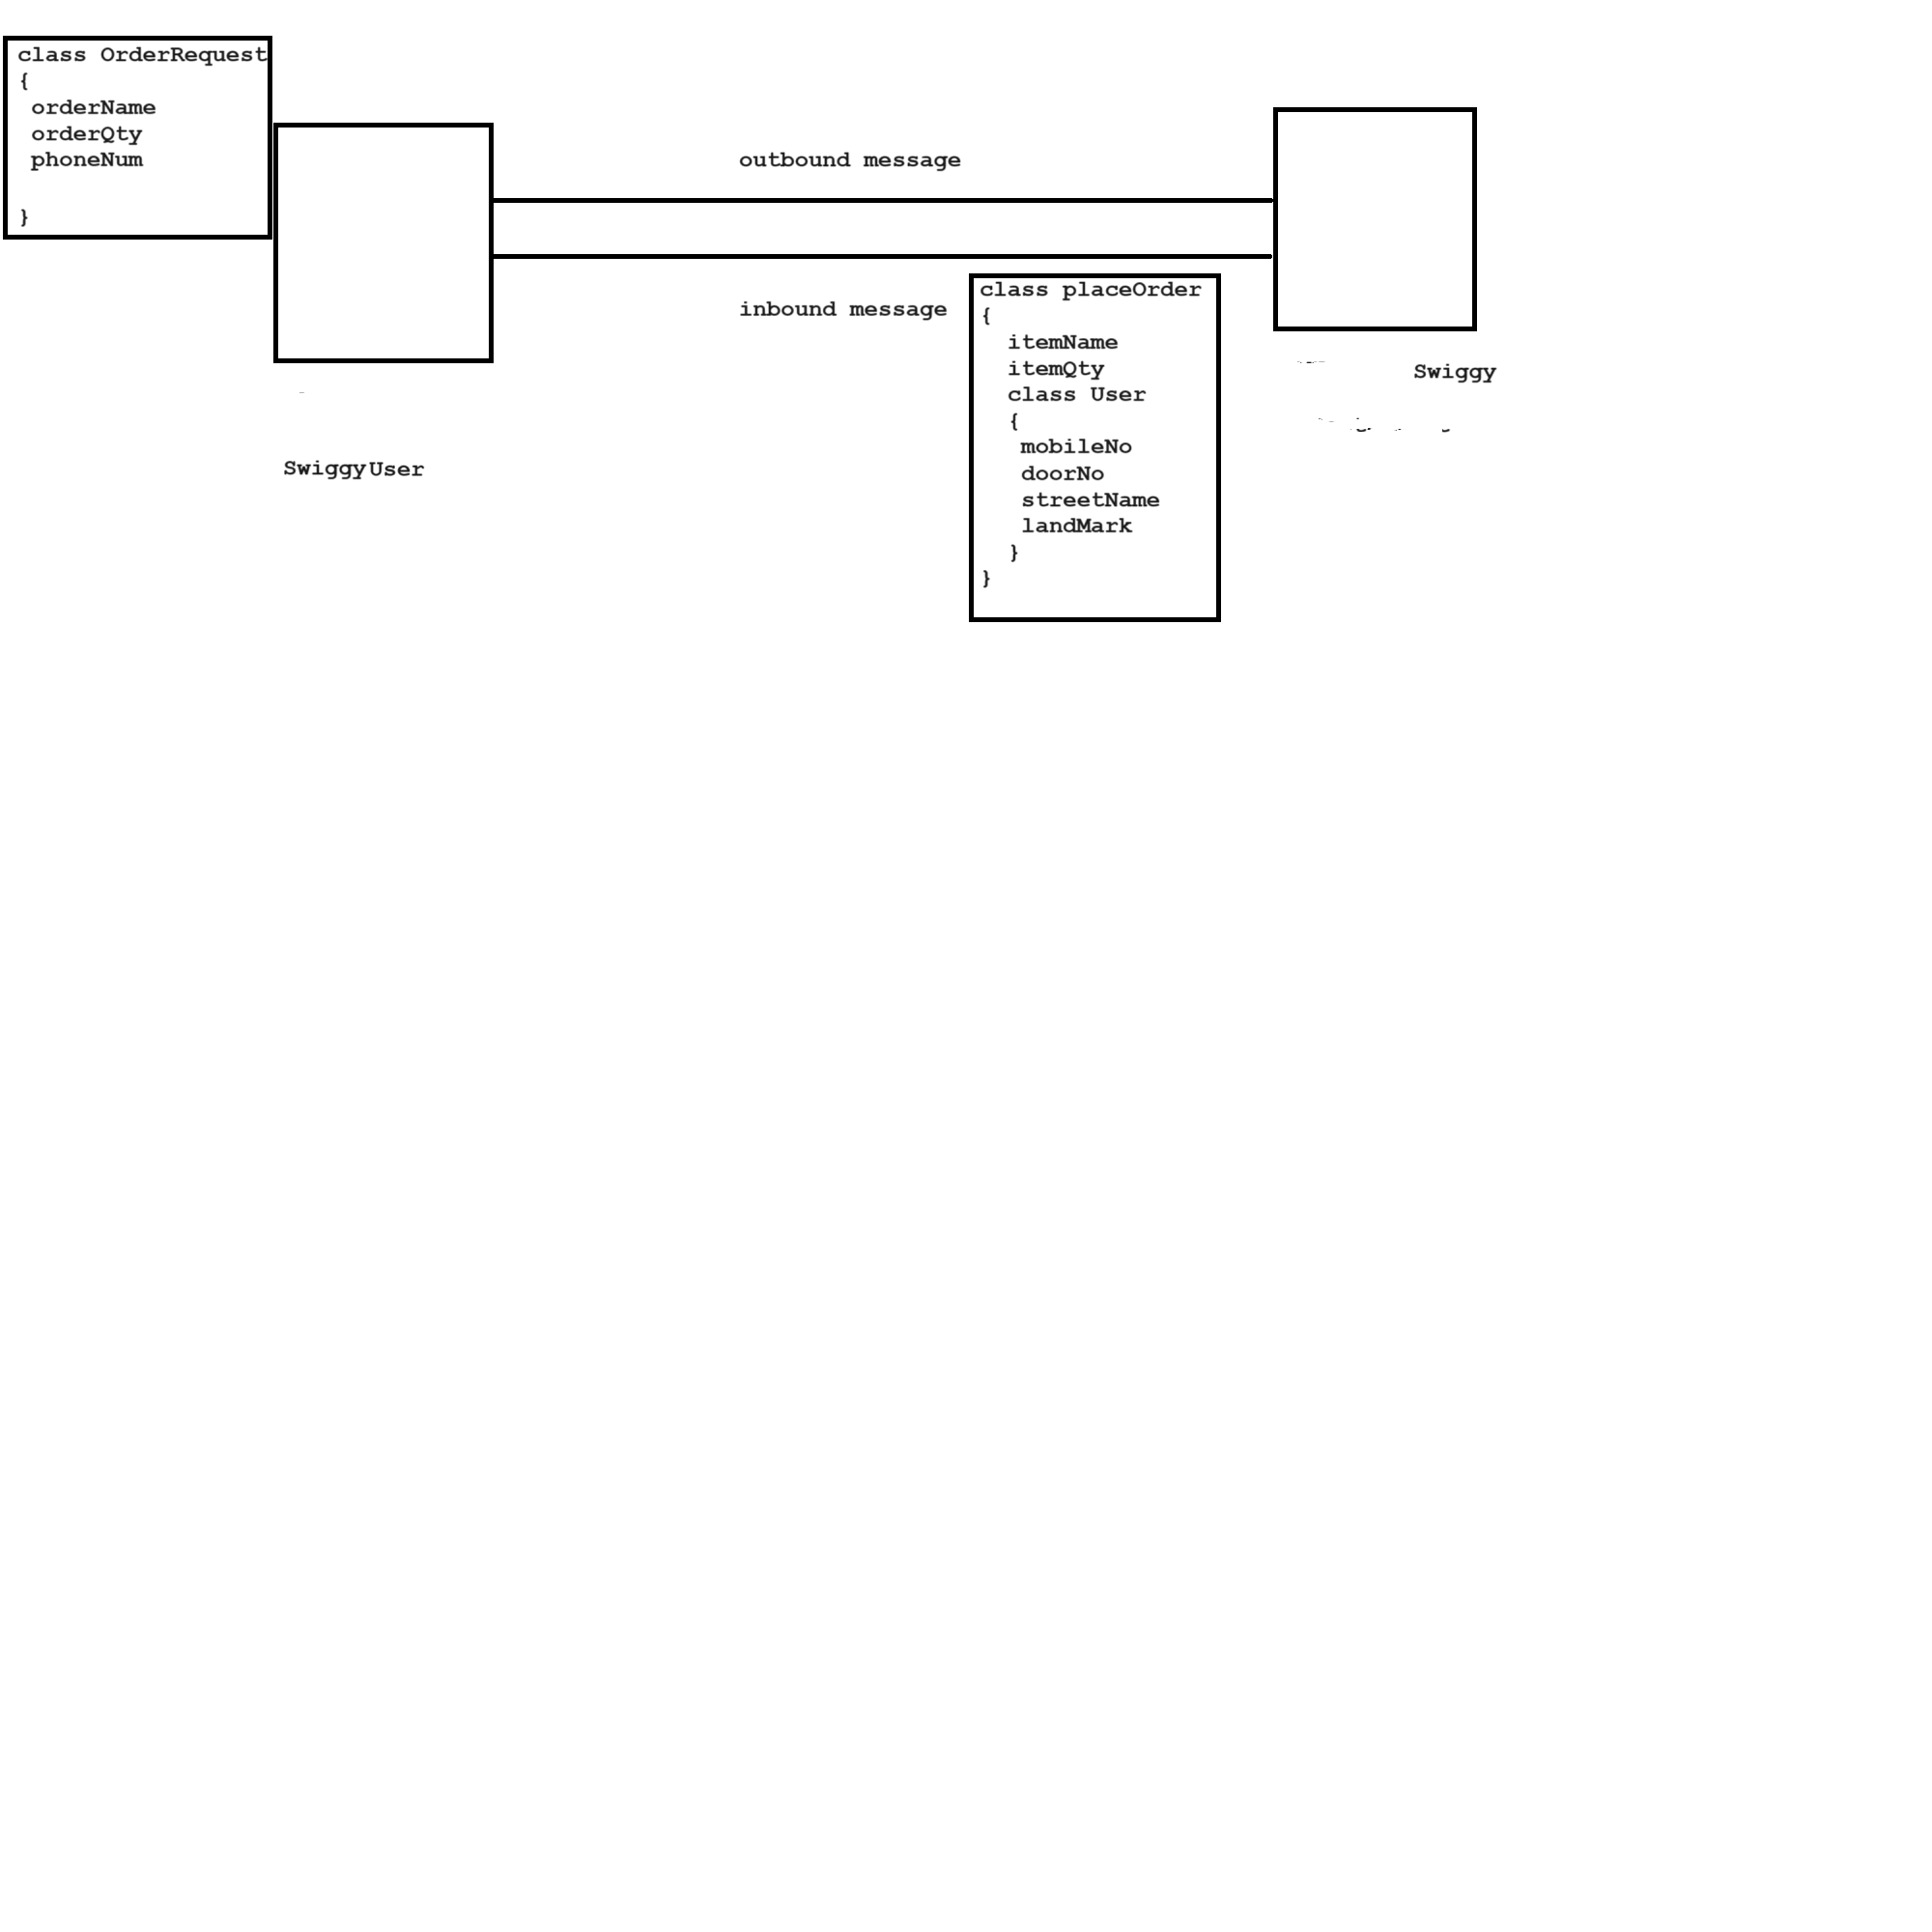 class OrderRequest
{
orderName
orderQty
phoneNum
}
outbound message
inbound message
class placeOrder
{
itemName
itemQty
class User
{
mobileNo
doorNo
streetName
landMark
}
}
Swiggy
SwiggyUser